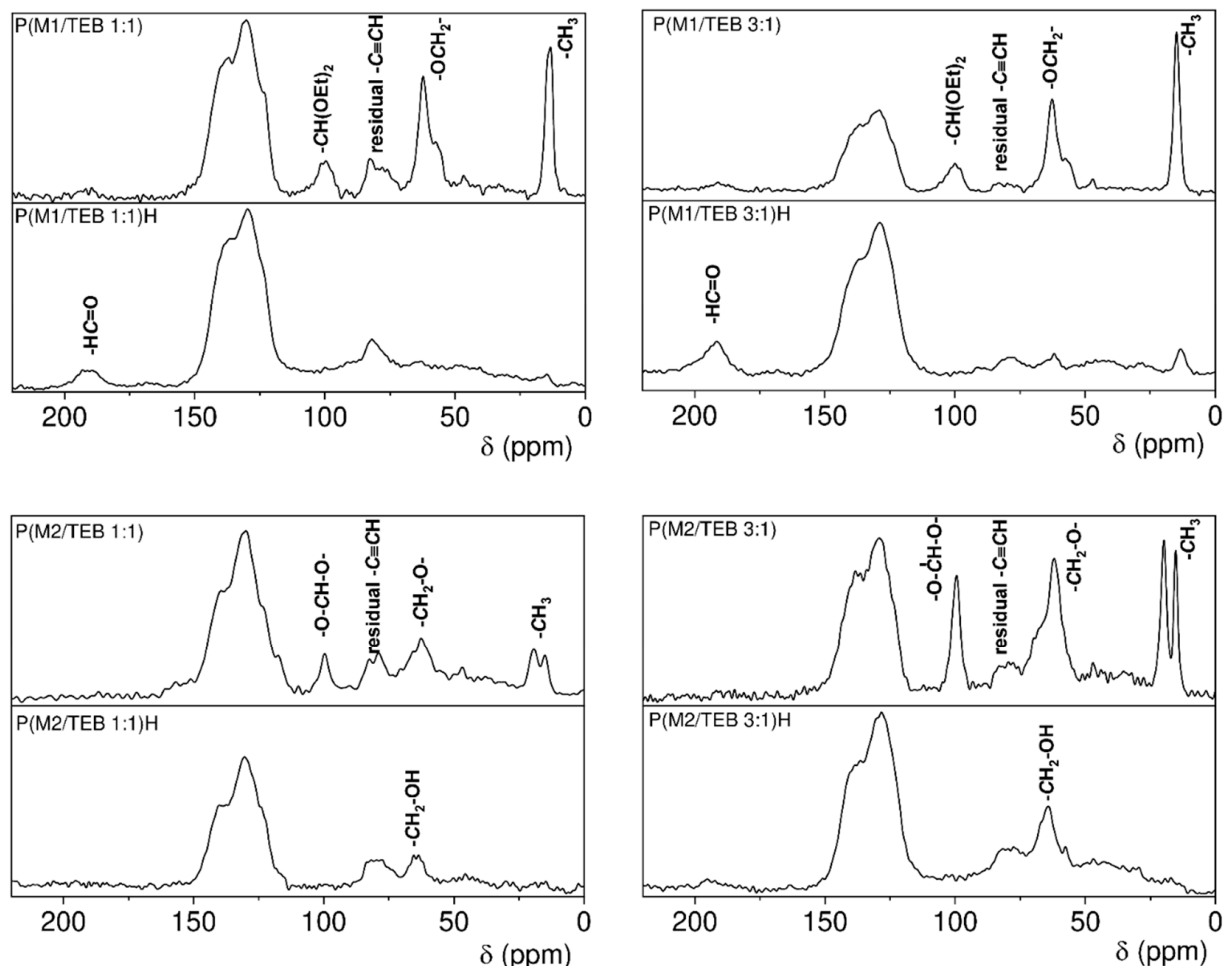 P(M1/TEB 1:1)
-CH(OEt)₂
residual -C≡CH
-OCH₂-
-CH₃
P(M1/TEB 1:1)H
-HC=O
200 150 100 50 0
δ (ppm)
P(M1/TEB 3:1)
-CH(OEt)₂
residual -C≡CH
-OCH₂-
-CH₃
P(M1/TEB 3:1)H
-HC=O
200 150 100 50 0
δ (ppm)
P(M2/TEB 1:1)
-O-CH-O-
residual -C≡CH
-CH₂-O-
-CH₃
P(M2/TEB 1:1)H
-CH₂-OH
200 150 100 50 0
δ (ppm)
P(M2/TEB 3:1)
-O-CH-O-
residual -C≡CH
-CH₂-O-
-CH₃
P(M2/TEB 3:1)H
-CH₂-OH
200 150 100 50 0
δ (ppm)